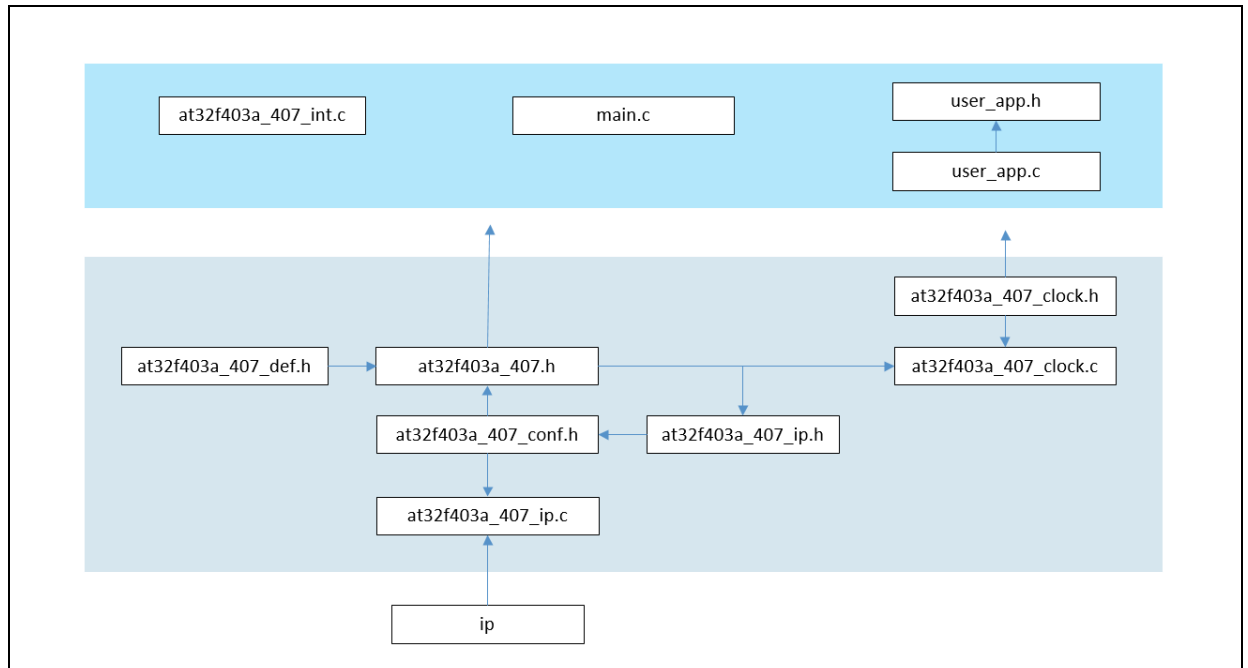 at32f403a_407_int.c
main.c
user_app.h
user_app.c
at32f403a_407_clock.h
at32f403a_407_def.h
at32f403a_407.h
at32f403a_407_clock.c
at32f403a_407_conf.h
at32f403a_407_ip.h
at32f403a_407_ip.c
ip